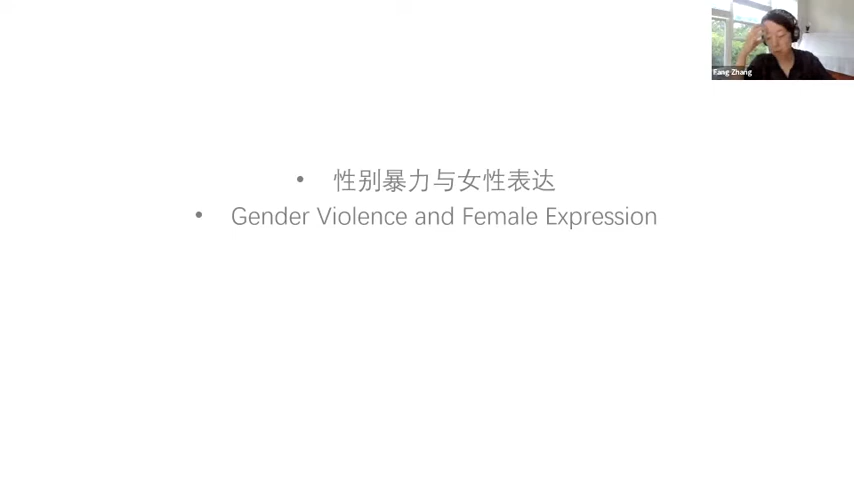 性别暴力与女性表达
Gender Violence and Female Expression
Fang Zhang